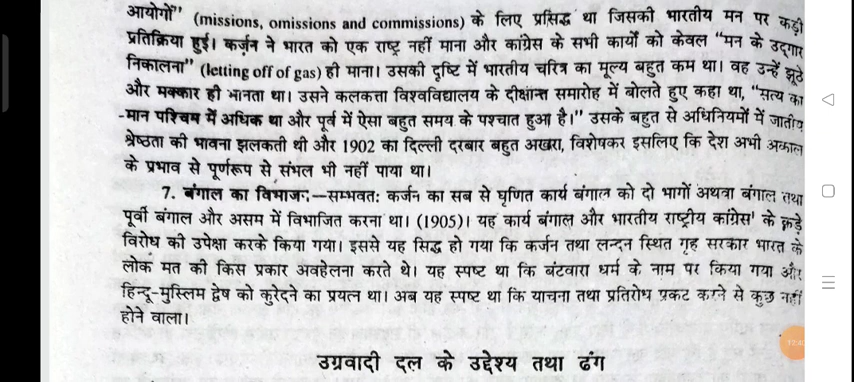 आयोगों" (missions, omissions and commissions) के लिए प्रसिद्ध था जिसकी भारतीय मन पर कड़ी
प्रतिक्रिया हुई। कर्ज़न ने भारत को एक राष्ट्र नहीं माना और कांग्रेस के सभी कार्यों को केवल "मन के उद्‌गार
निकालना" (letting off of gas) ही माना। उसकी दृष्टि में भारतीय चरित्र का मूल्य बहुत कम था। वह उन्हें झूठे
और मक्कार ही मानता था। उसने कलकत्ता विश्वविद्यालय के दीक्षान्त समारोह में बोलते हुए कहा था, "सत्य का
-मान पश्चिम में अधिक था और पूर्व में ऐसा बहुत समय के पश्चात हुआ है।" उसके बहुत से अधिनियमों में जातीय
श्रेष्ठता की भावना झलकती थी और 1902 का दिल्ली दरबार बहुत अखरा, विशेषकर इसलिए कि देश अभी अकाल
के प्रभाव से पूर्णरूप से संभल भी नहीं पाया था।
7. बंगाल का विभाजन:—सम्भवत: कर्जन का सब से घृणित कार्य बंगाल को दो भागों अथवा बंगाल तथा
पूर्वी बंगाल और असम में विभाजित करना था। (1905)। यह कार्य बंगाल और भारतीय राष्ट्रीय कांग्रेस' के कड़े
विरोध की उपेक्षा करके किया गया। इससे यह सिद्ध हो गया कि कर्जन तथा लन्दन स्थित गृह सरकार भारत के
लोक मत की किस प्रकार अवहेलना करते थे। यह स्पष्ट था कि बंटवारा धर्म के नाम पर किया गया और
हिन्दू-मुस्लिम द्वेष को कुरेदने का प्रयत्न था। अब यह स्पष्ट था कि याचना तथा प्रतिरोध प्रकट करने से कुछ नहीं
होने वाला।
उग्रवादी दल के उद्देश्य तथा ढंग